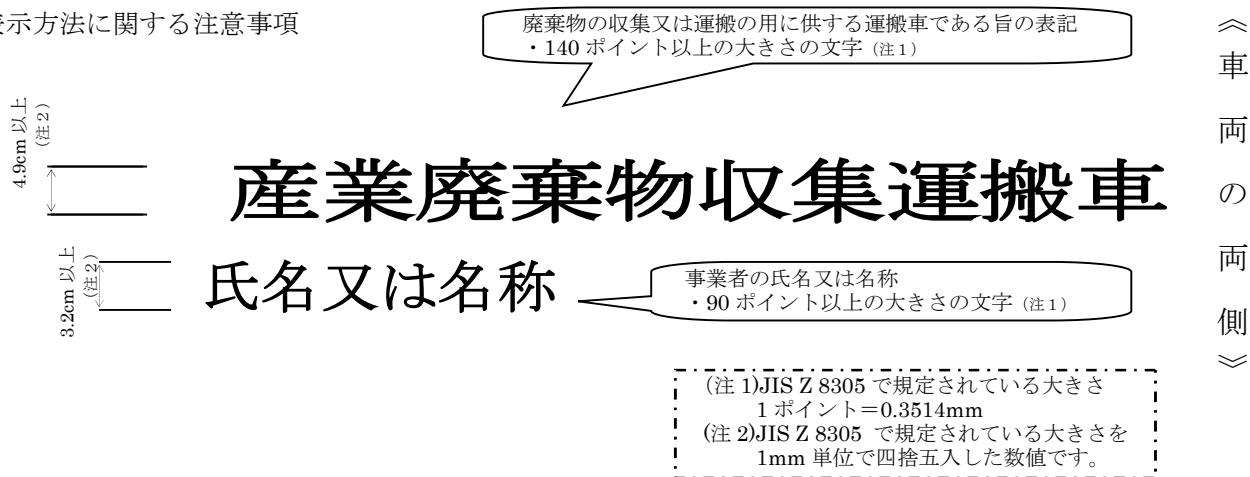 示方法に関する注意事項
廃棄物の収集又は運搬の用に供する運搬車である旨の表記
・140 ポイント以上の大きさの文字 (注1)
4.9cm 以上
(注2)
産業廃棄物収集運搬車
3.2cm 以上
(注2)
氏名又は名称
事業者の氏名又は名称
・90 ポイント以上の大きさの文字 (注1)
(注 1)JIS Z 8305 で規定されている大きさ
1 ポイント＝0.3514mm
(注 2)JIS Z 8305 で規定されている大きさを
1mm 単位で四捨五入した数値です。
《車両の両側》